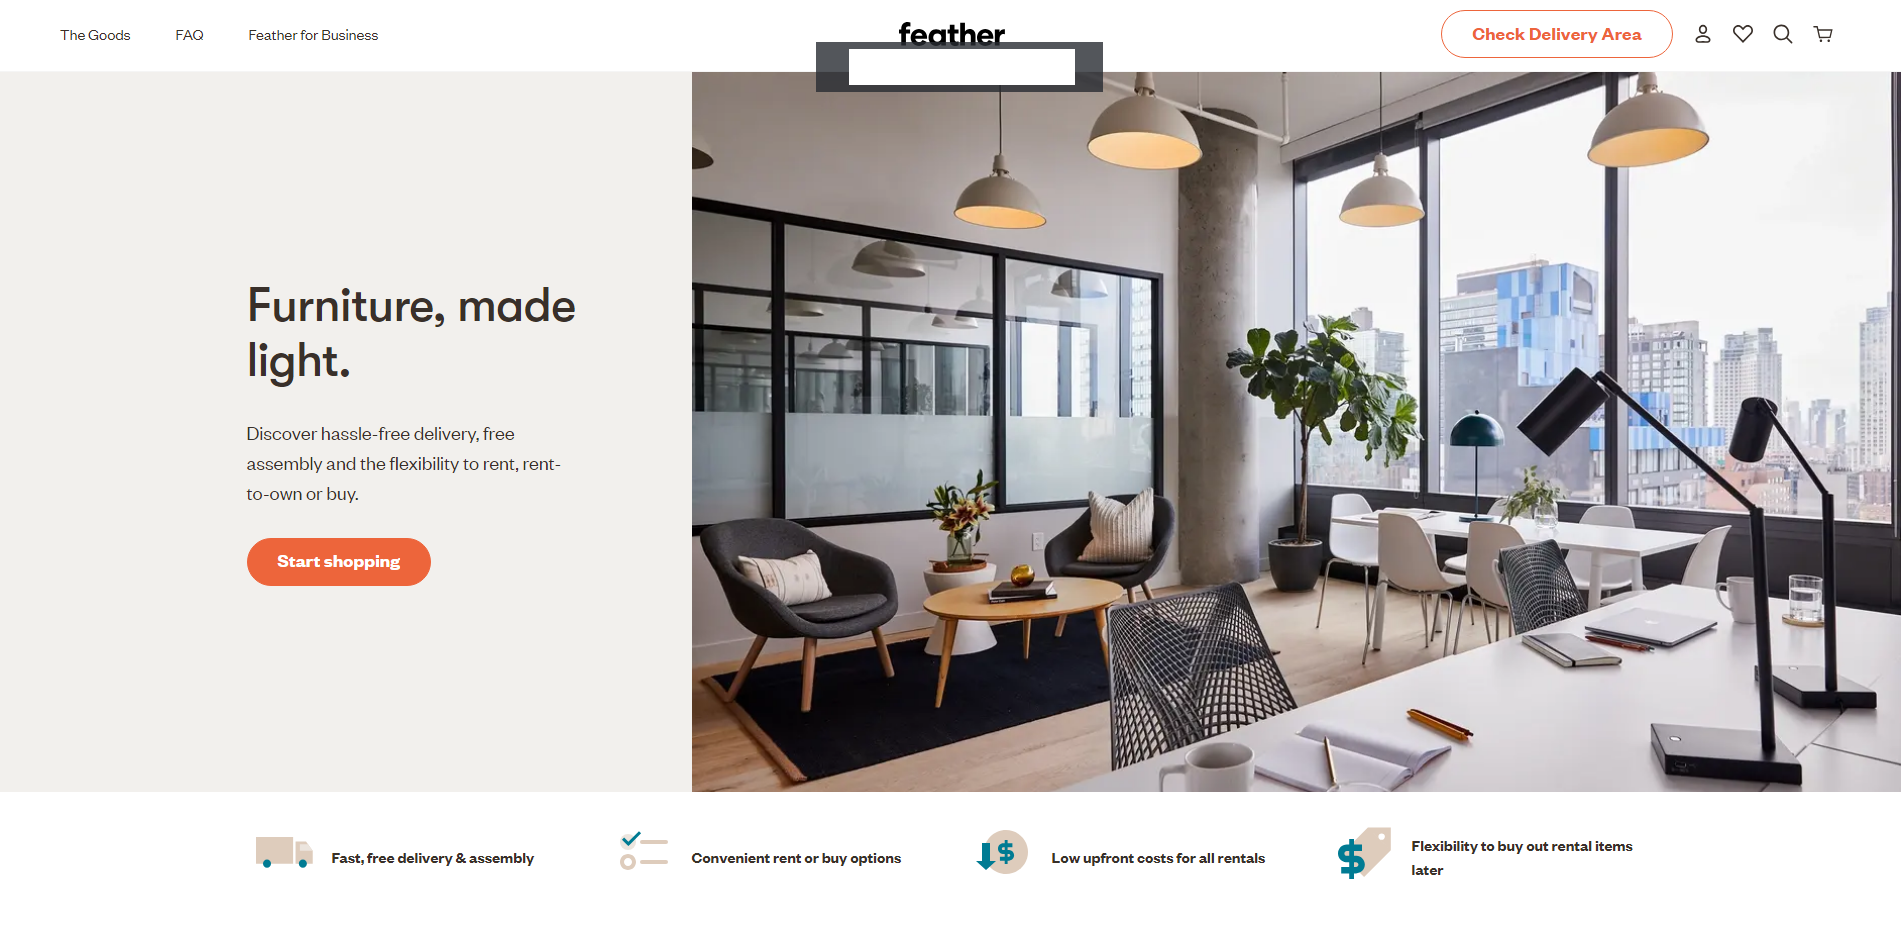 The Goods
FAQ
Feather for Business
feather
Check Delivery Area
Furniture, made
light.
Discover hassle-free delivery, free
assembly and the flexibility to rent, rent-
to-own or buy.
Start shopping
Fast, free delivery & assembly
Convenient rent or buy options
Low upfront costs for all rentals
Flexibility to buy out rental items
later